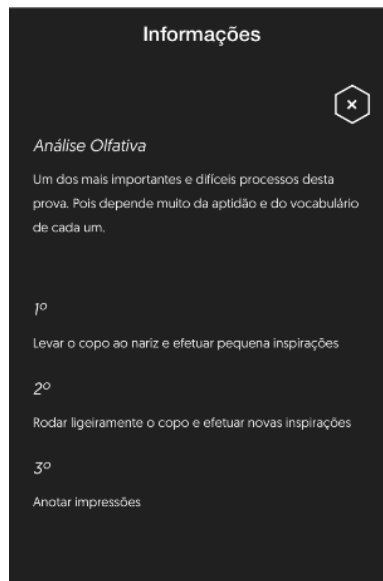 Informações
Análise Olfativa
Um dos mais importantes e difíceis processos desta
prova. Pois depende muito da aptidão e do vocabulário
de cada um.
1º
Levar o copo ao nariz e efetuar pequena inspirações
2º
Rodar ligeiramente o copo e efetuar novas inspirações
3º
Anotar impressões